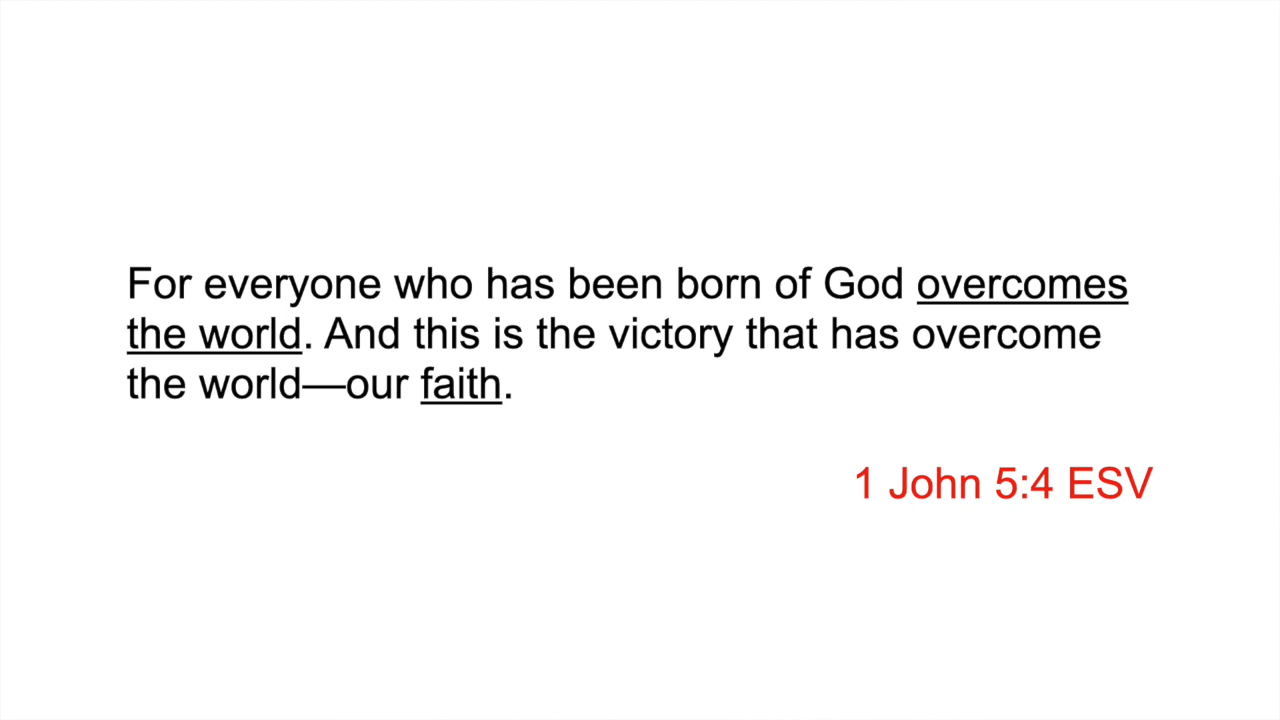 For everyone who has been born of God overcomes
the world. And this is the victory that has overcome
the world—our faith.
1 John 5:4 ESV